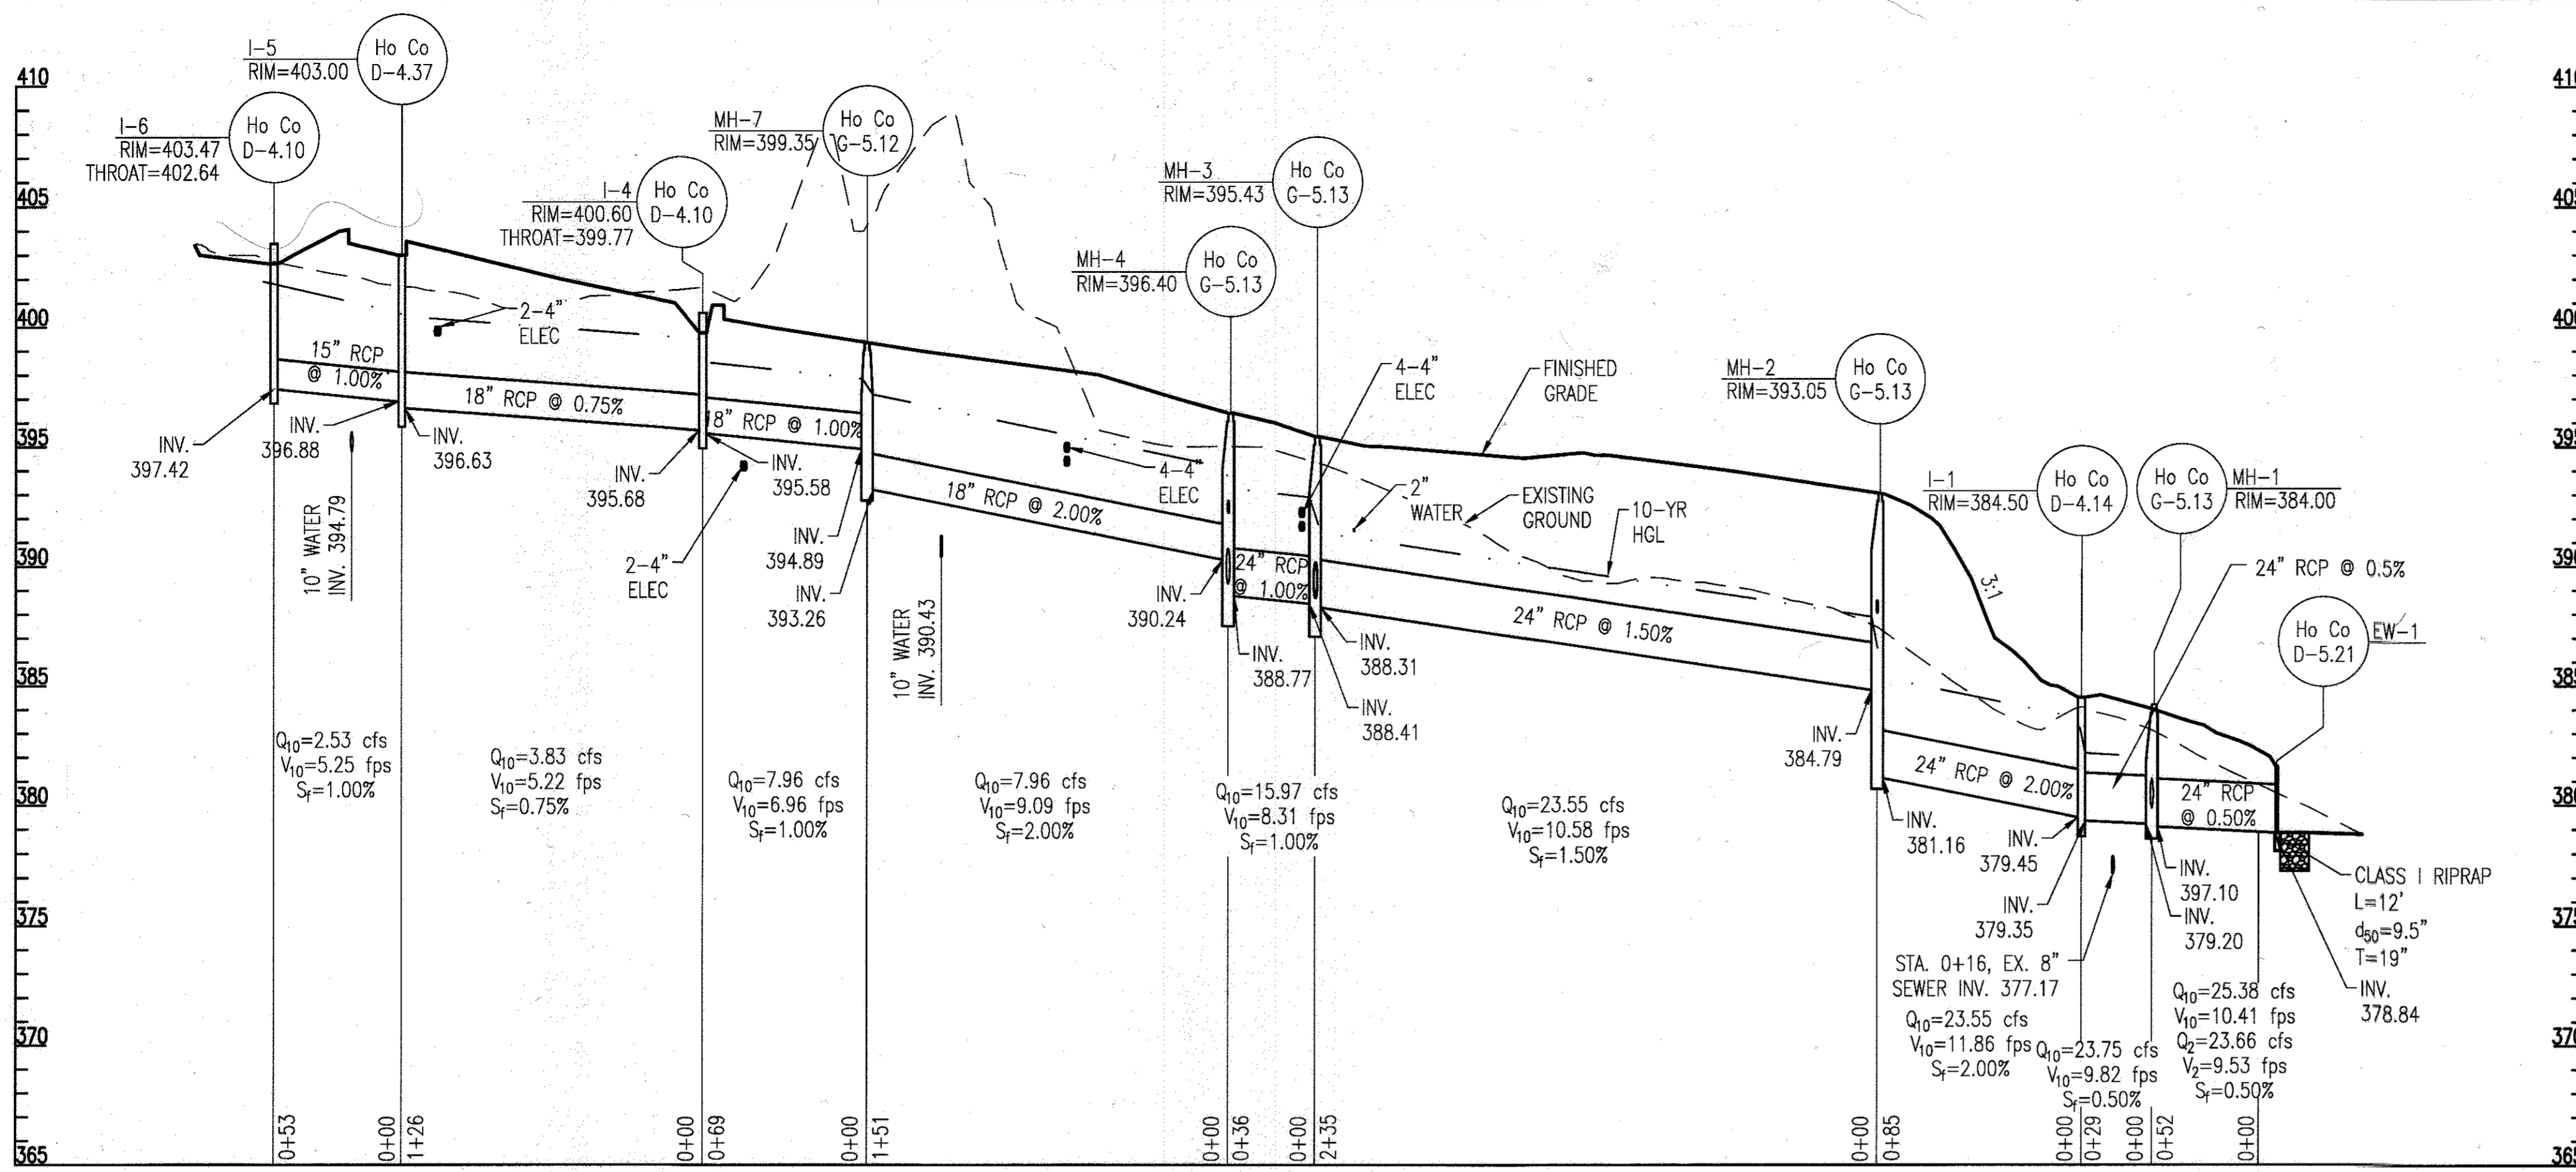 I-5
RIM=403.00
Ho Co
D-4.37
I-6
RIM=403.47
THROAT=402.64
Ho Co
D-4.10
I-4
RIM=400.60
THROAT=399.77
Ho Co
D-4.10
MH-7
RIM=399.35
Ho Co
G-5.12
MH-4
RIM=396.40
Ho Co
G-5.13
MH-3
RIM=395.43
Ho Co
G-5.13
MH-2
RIM=393.05
Ho Co
G-5.13
I-1
RIM=384.50
Ho Co
D-4.14
Ho Co
G-5.13
MH-1
RIM=384.00
Ho Co
D-5.21
EW-1
410
405
400
395
390
385
380
375
370
365
15" RCP
@ 1.00%
18" RCP @ 0.75%
18" RCP @ 1.00%
18" RCP @ 2.00%
24" RCP
@ 1.00%
24" RCP @ 1.50%
24" RCP @ 2.00%
24" RCP @ 0.5%
24" RCP
@ 0.50%
2-4"
ELEC
2-4"
ELEC
4-4"
ELEC
4-4"
ELEC
2"
WATER
FINISHED
GRADE
EXISTING
GROUND
10-YR
HGL
3:1
INV.
397.42
INV.
396.88
INV.
396.63
10" WATER
INV. 394.79
INV.
395.68
INV.
395.58
INV.
394.89
INV.
393.26
10" WATER
INV. 390.43
INV.
390.24
INV.
388.77
INV.
388.31
INV.
388.41
INV.
384.79
INV.
381.16
INV.
379.45
INV.
379.35
INV.
397.10
INV.
379.20
STA. 0+16, EX. 8"
SEWER INV. 377.17
CLASS I RIPRAP
L=12'
d50=9.5"
T=19"
INV.
378.84
Q10=2.53 cfs
V10=5.25 fps
Sf=1.00%
Q10=3.83 cfs
V10=5.22 fps
Sf=0.75%
Q10=7.96 cfs
V10=6.96 fps
Sf=1.00%
Q10=7.96 cfs
V10=9.09 fps
Sf=2.00%
Q10=15.97 cfs
V10=8.31 fps
Sf=1.00%
Q10=23.55 cfs
V10=10.58 fps
Sf=1.50%
Q10=23.55 cfs
V10=11.86 fps
Sf=2.00%
Q10=23.75 cfs
V10=9.82 fps
Sf=0.50%
Q10=25.38 cfs
V10=10.41 fps
Q2=23.66 cfs
V2=9.53 fps
Sf=0.50%
0+53
0+00
1+26
0+00
0+69
0+00
1+51
0+00
0+36
0+00
2+35
0+00
0+85
0+00
0+29
0+00
0+52
0+00